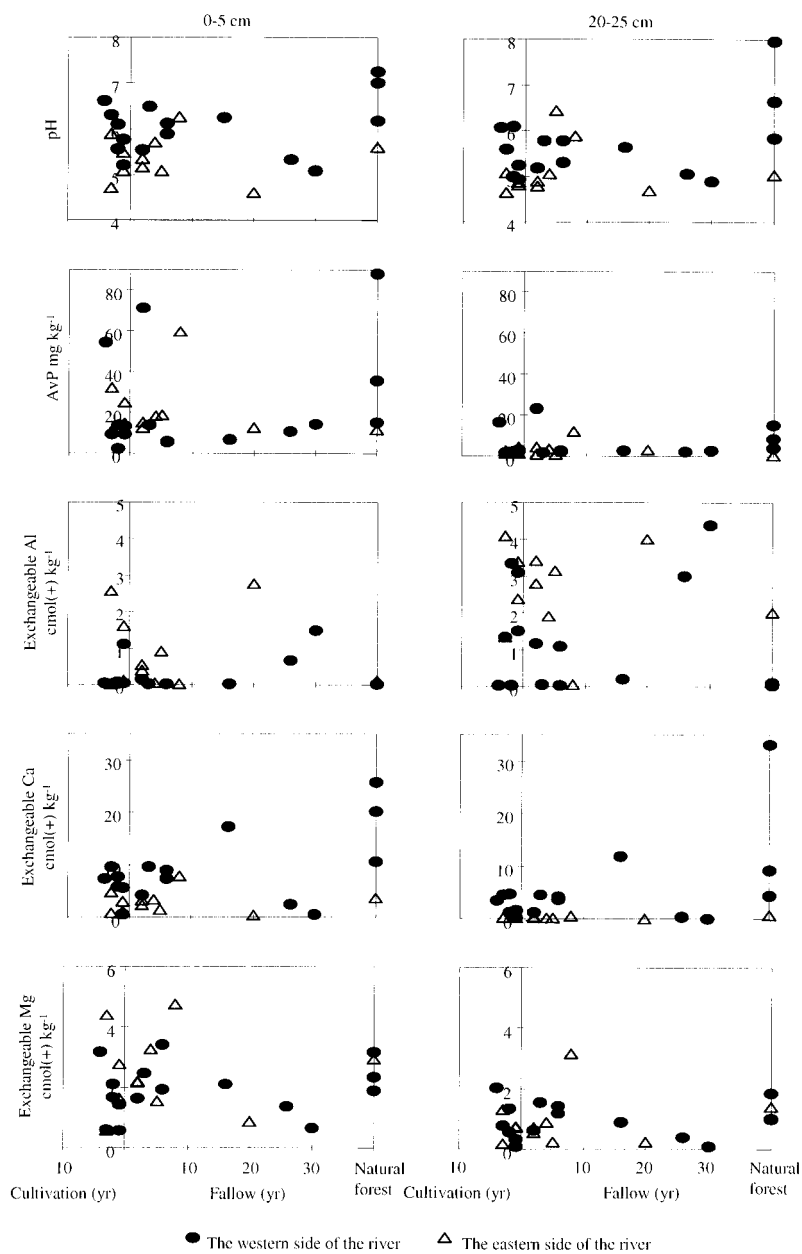 0-5 cm
20-25 cm
pH
8
7
5
4
8
7
6
5
4
AvP mg kg-1
80
60
40
20
0
80
60
40
20
0
Exchangeable Al
cmol(+) kg-1
5
4
3
2
1
0
5
4
3
2
1
0
Exchangeable Ca
cmol(+) kg-1
30
20
0
30
20
10
0
Exchangeable Mg
cmol(+) kg-1
6
4
2
0
6
4
2
0
10
10
20
30
Natural
forest
10
10
20
30
Natural
forest
Cultivation (yr)
Fallow (yr)
Cultivation (yr)
Fallow (yr)
The western side of the river
The eastern side of the river